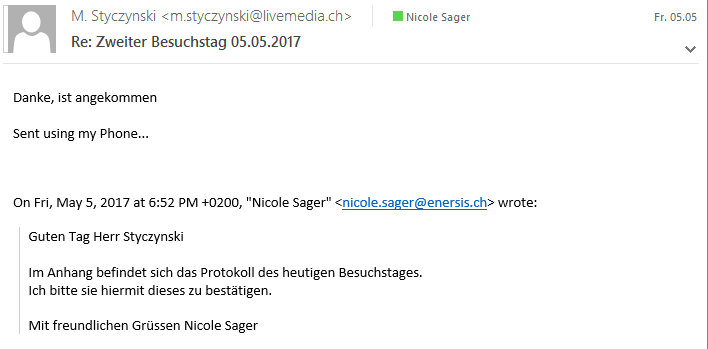 M. Styczynski <m.styczynski@livemedia.ch> Nicole Sager Fr. 05.05
Re: Zweiter Besuchstag 05.05.2017
Danke, ist angekommen
Sent using my Phone...
On Fri, May 5, 2017 at 6:52 PM +0200, "Nicole Sager" <nicole.sager@enersis.ch> wrote:
Guten Tag Herr Styczynski
Im Anhang befindet sich das Protokoll des heutigen Besuchstages.
Ich bitte sie hiermit dieses zu bestätigen.
Mit freundlichen Grüssen Nicole Sager